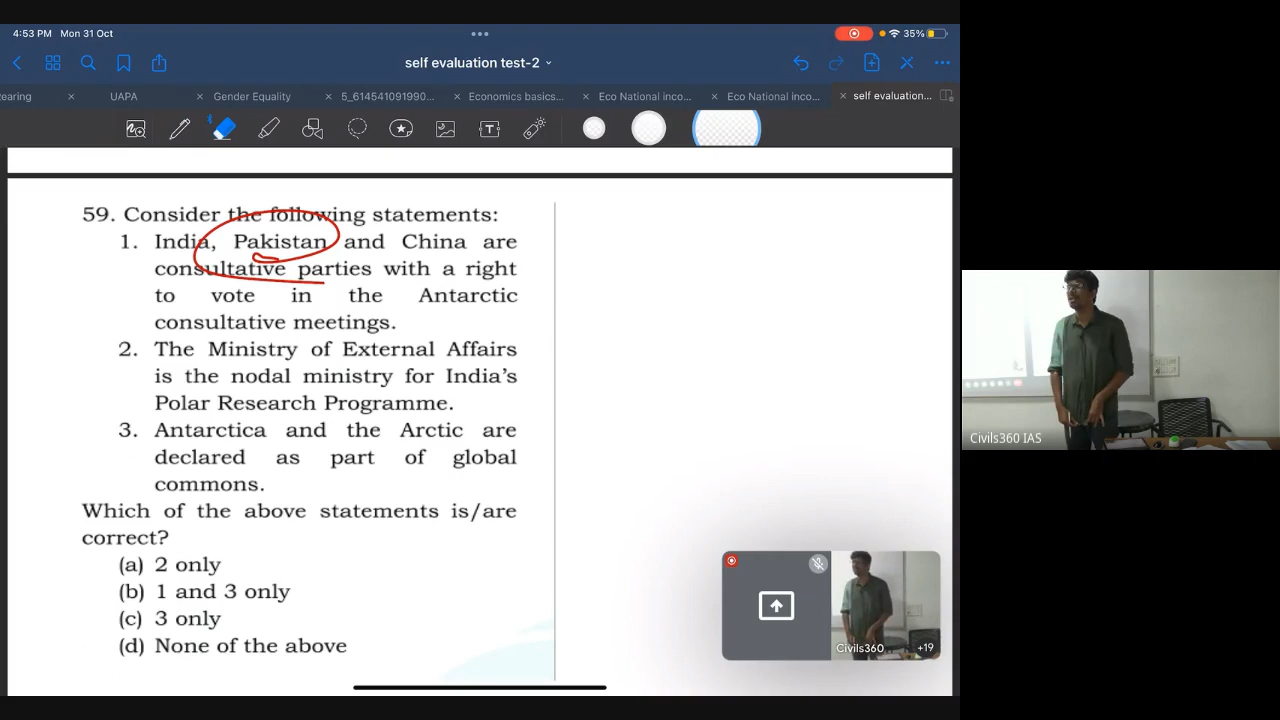 4:53 PM Mon 31 Oct
35%
self evaluation test-2
earing
UAPA
Gender Equality
5_614541091990...
Economics basics...
Eco National inco...
Eco National inco...
self evaluation...
59. Consider the following statements:
1. India, Pakistan and China are
consultative parties with a right
to vote in the Antarctic
consultative meetings.
2. The Ministry of External Affairs
is the nodal ministry for India's
Polar Research Programme.
3. Antarctica and the Arctic are
declared as part of global
commons.
Which of the above statements is/are
correct?
(a) 2 only
(b) 1 and 3 only
(c) 3 only
(d) None of the above
Civils360
+19
Civils360 IAS